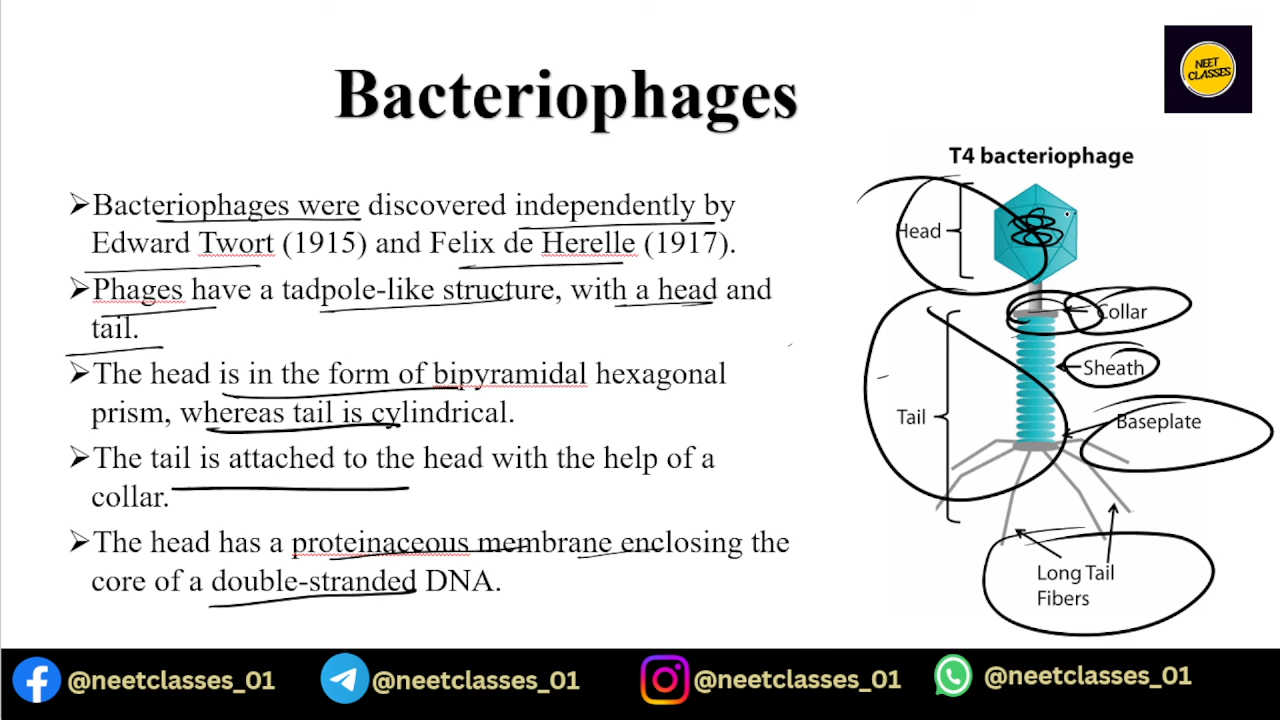 NEET
CLASSES
Bacteriophages
➢Bacteriophages were discovered independently by
Edward Twort (1915) and Felix de Herelle (1917).
➢Phages have a tadpole-like structure, with a head and
tail.
➢The head is in the form of bipyramidal hexagonal
prism, whereas tail is cylindrical.
➢The tail is attached to the head with the help of a
collar.
➢The head has a proteinaceous membrane enclosing the
core of a double-stranded DNA.
T4 bacteriophage
Head
Collar
Sheath
Tail
Baseplate
Long Tail
Fibers
@neetclasses_01 @neetclasses_01 @neetclasses_01 @neetclasses_01